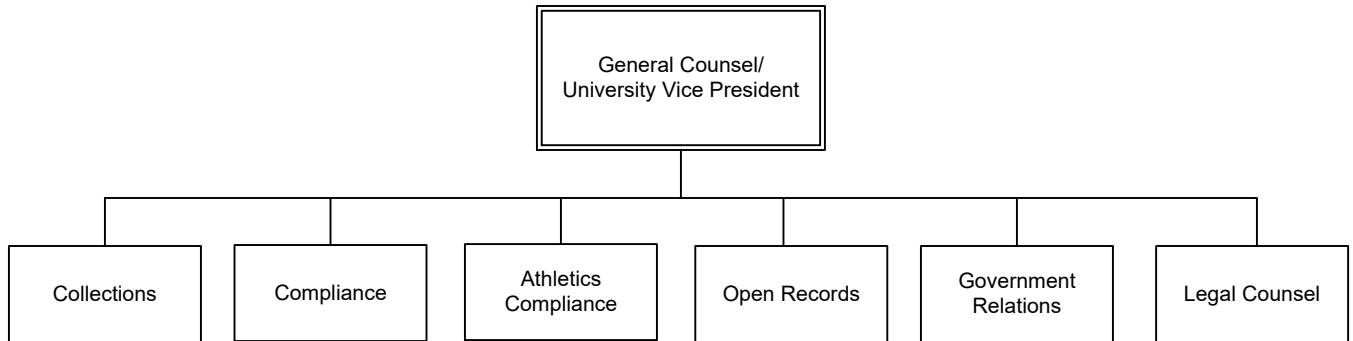 General Counsel/
University Vice President
Collections
Compliance
Athletics
Compliance
Open Records
Government
Relations
Legal Counsel